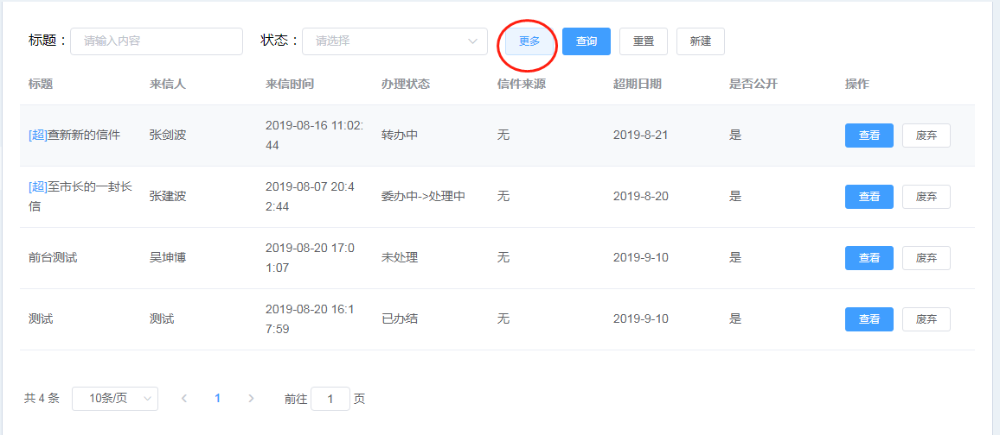 标题： 请输入内容 状态： 请选择 更多 查询 重置 新建
标题 来信人 来信时间 办理状态 信件来源 超期日期 是否公开 操作
[超]查新新的信件 张剑波 2019-08-16 11:02:
44 转办中 无 2019-8-21 是 查看 废弃
[超]至市长的一封长
信 张建波 2019-08-07 20:4
2:44 委办中->处理中 无 2019-8-20 是 查看 废弃
前台测试 吴坤博 2019-08-20 17:0
1:07 未处理 无 2019-9-10 是 查看 废弃
测试 测试 2019-08-20 16:1
7:59 已办结 无 2019-9-10 是 查看 废弃
共 4 条 10条/页 1 前往 1 页